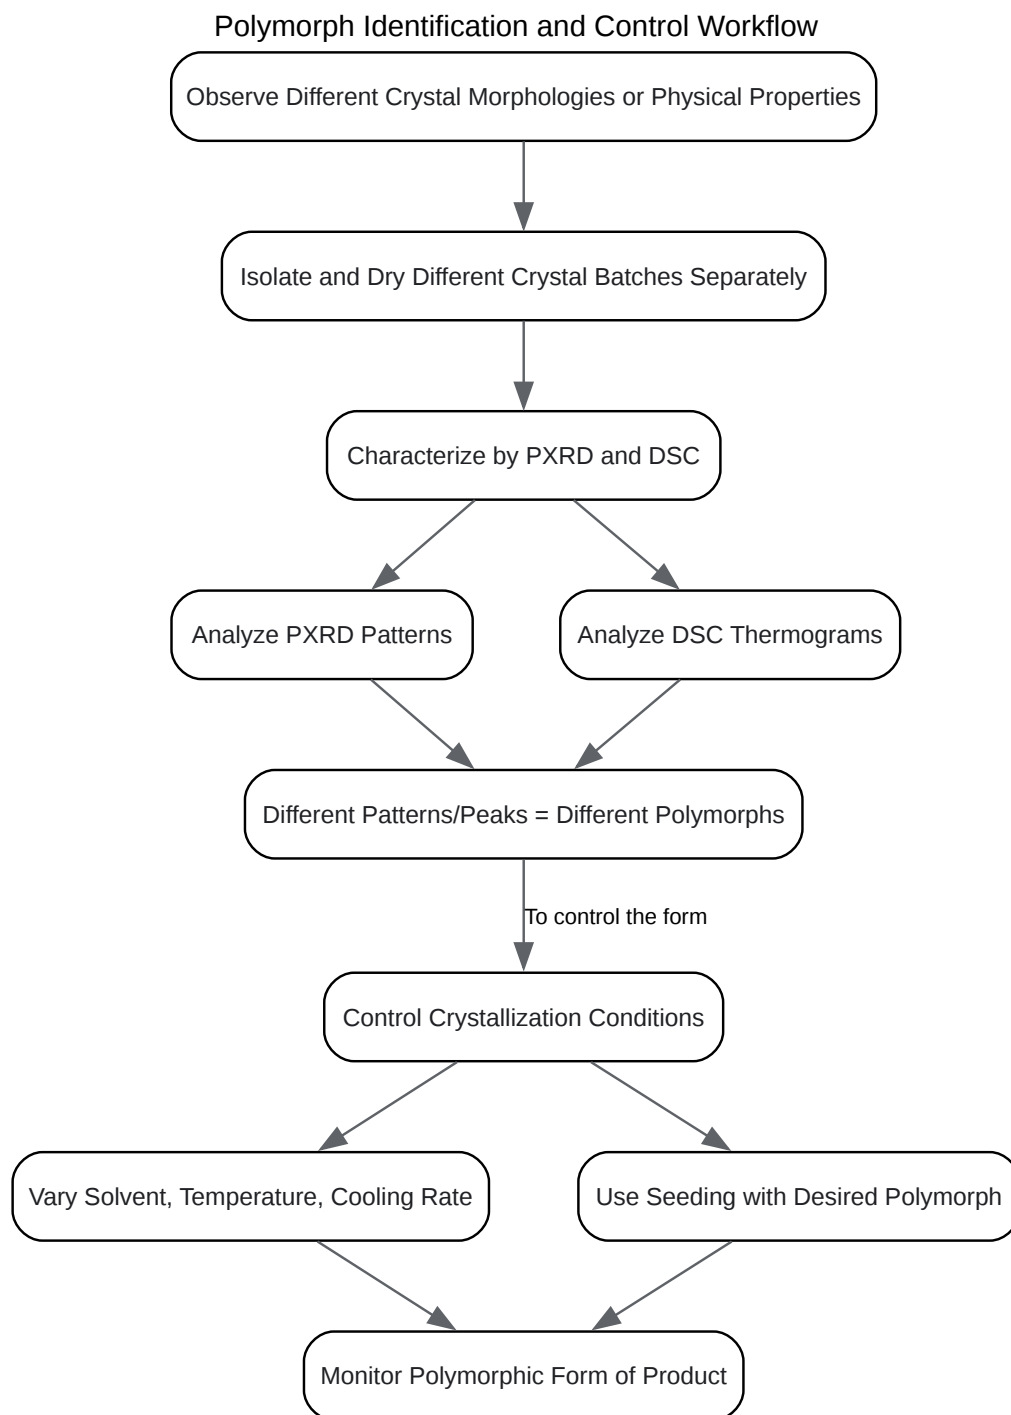 Polymorph Identification and Control Workflow
Observe Different Crystal Morphologies or Physical Properties
Isolate and Dry Different Crystal Batches Separately
Characterize by PXRD and DSC
Analyze PXRD Patterns
Analyze DSC Thermograms
Different Patterns/Peaks = Different Polymorphs
To control the form
Control Crystallization Conditions
Vary Solvent, Temperature, Cooling Rate
Use Seeding with Desired Polymorph
Monitor Polymorphic Form of Product